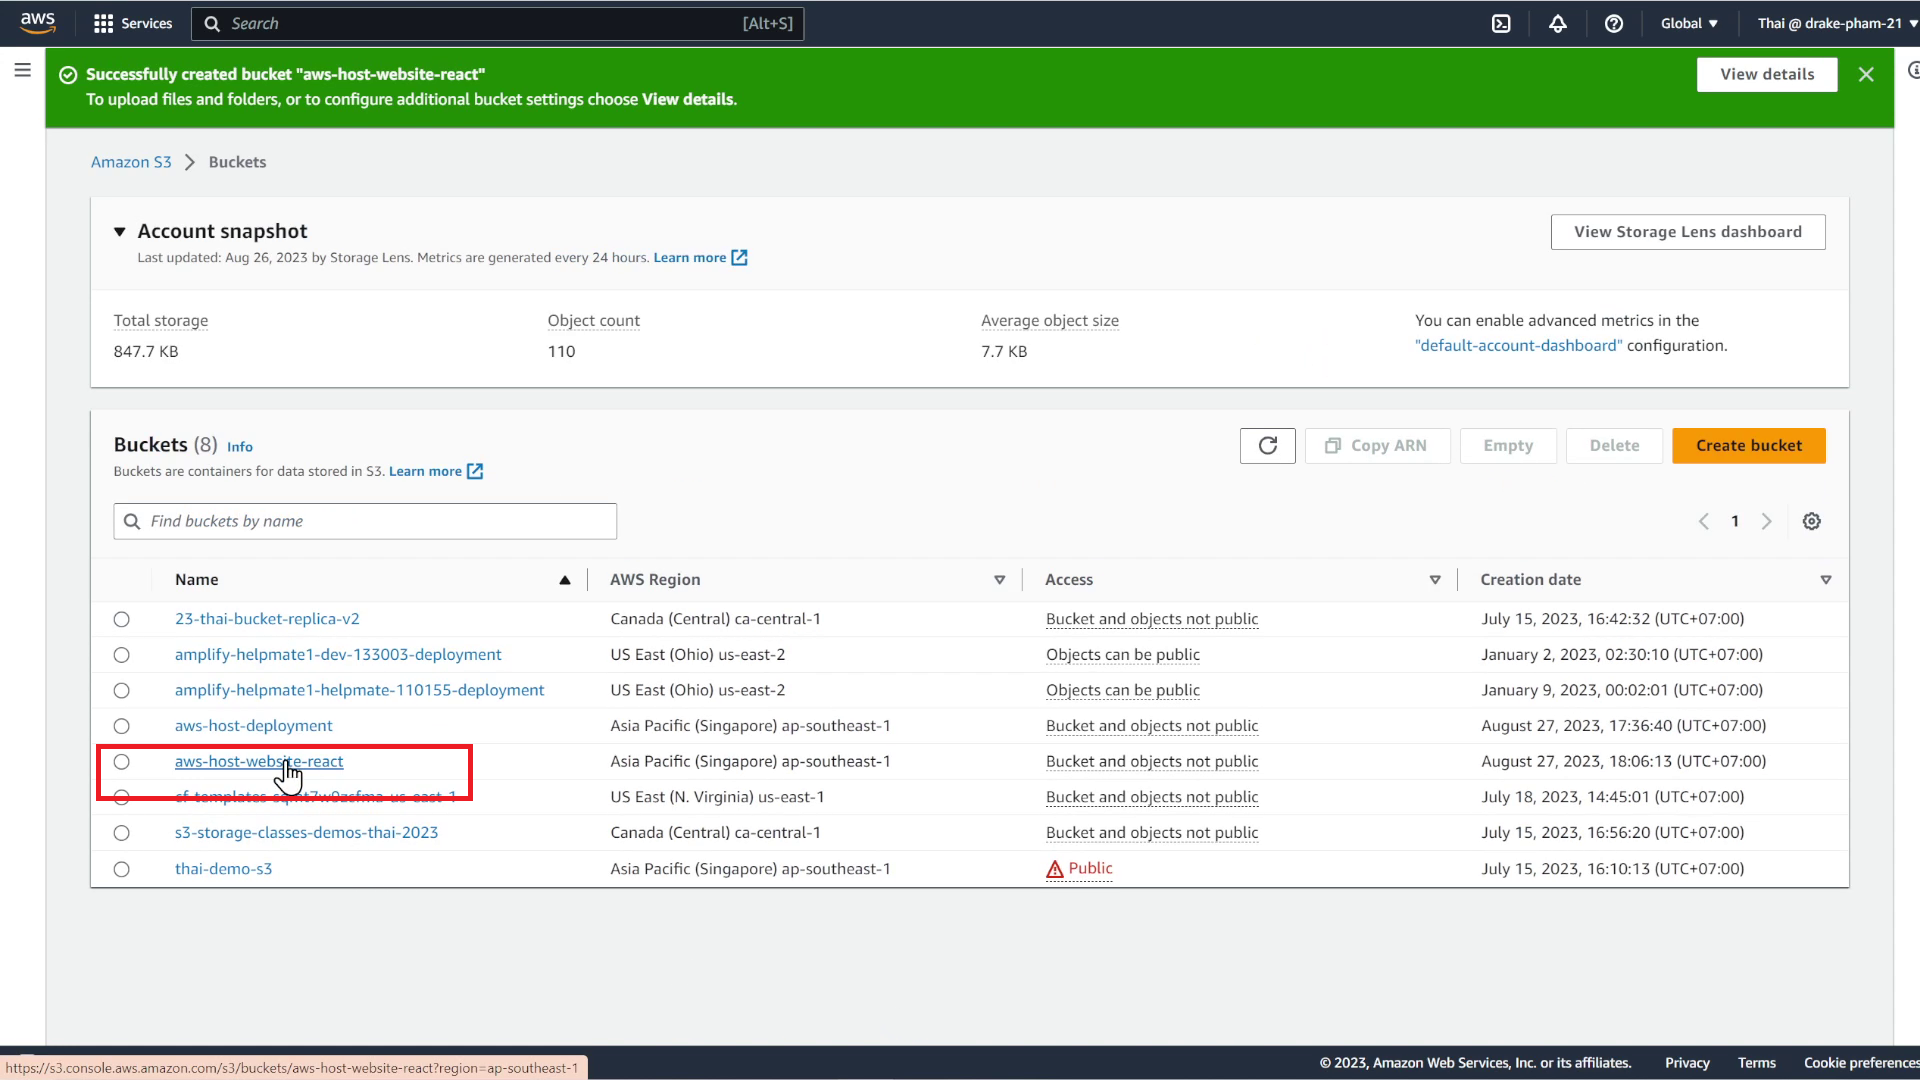 aws
Services
Search
[Alt+S]
Global
Thai @ drake-pham-21
Successfully created bucket "aws-host-website-react"
To upload files and folders, or to configure additional bucket settings choose View details.
View details
Amazon S3
Buckets
Account snapshot
Last updated: Aug 26, 2023 by Storage Lens. Metrics are generated every 24 hours. Learn more
View Storage Lens dashboard
Total storage
847.7 KB
Object count
110
Average object size
7.7 KB
You can enable advanced metrics in the
"default-account-dashboard" configuration.
Buckets (8) Info
Buckets are containers for data stored in S3. Learn more
Copy ARN
Empty
Delete
Create bucket
Find buckets by name
1
Name AWS Region Access Creation date
23-thai-bucket-replica-v2 Canada (Central) ca-central-1 Bucket and objects not public July 15, 2023, 16:42:32 (UTC+07:00)
amplify-helpmate1-dev-133003-deployment US East (Ohio) us-east-2 Objects can be public January 2, 2023, 02:30:10 (UTC+07:00)
amplify-helpmate1-helpmate-110155-deployment US East (Ohio) us-east-2 Objects can be public January 9, 2023, 00:02:01 (UTC+07:00)
aws-host-deployment Asia Pacific (Singapore) ap-southeast-1 Bucket and objects not public August 27, 2023, 17:36:40 (UTC+07:00)
aws-host-website-react Asia Pacific (Singapore) ap-southeast-1 Bucket and objects not public August 27, 2023, 18:06:13 (UTC+07:00)
US East (N. Virginia) us-east-1 Bucket and objects not public July 18, 2023, 14:45:01 (UTC+07:00)
s3-storage-classes-demos-thai-2023 Canada (Central) ca-central-1 Bucket and objects not public July 15, 2023, 16:56:20 (UTC+07:00)
thai-demo-s3 Asia Pacific (Singapore) ap-southeast-1 Public July 15, 2023, 16:10:13 (UTC+07:00)
https://s3.console.aws.amazon.com/s3/buckets/aws-host-website-react?region=ap-southeast-1
© 2023, Amazon Web Services, Inc. or its affiliates.
Privacy
Terms
Cookie preferences